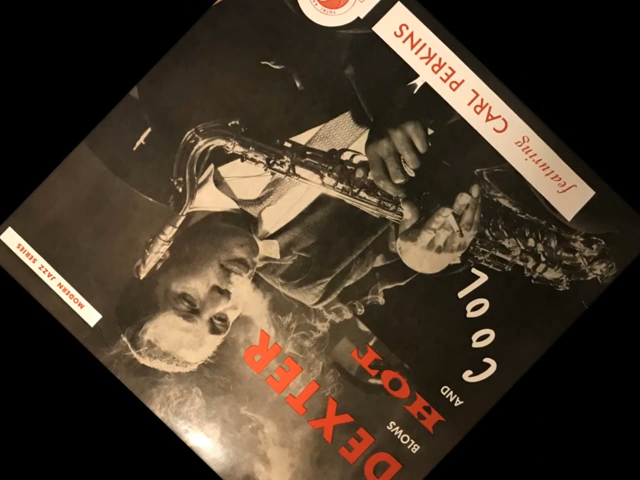 MODERN JAZZ SERIES
DEXTER
BLOWS
HOT
AND
COOL
featuring CARL PERKINS